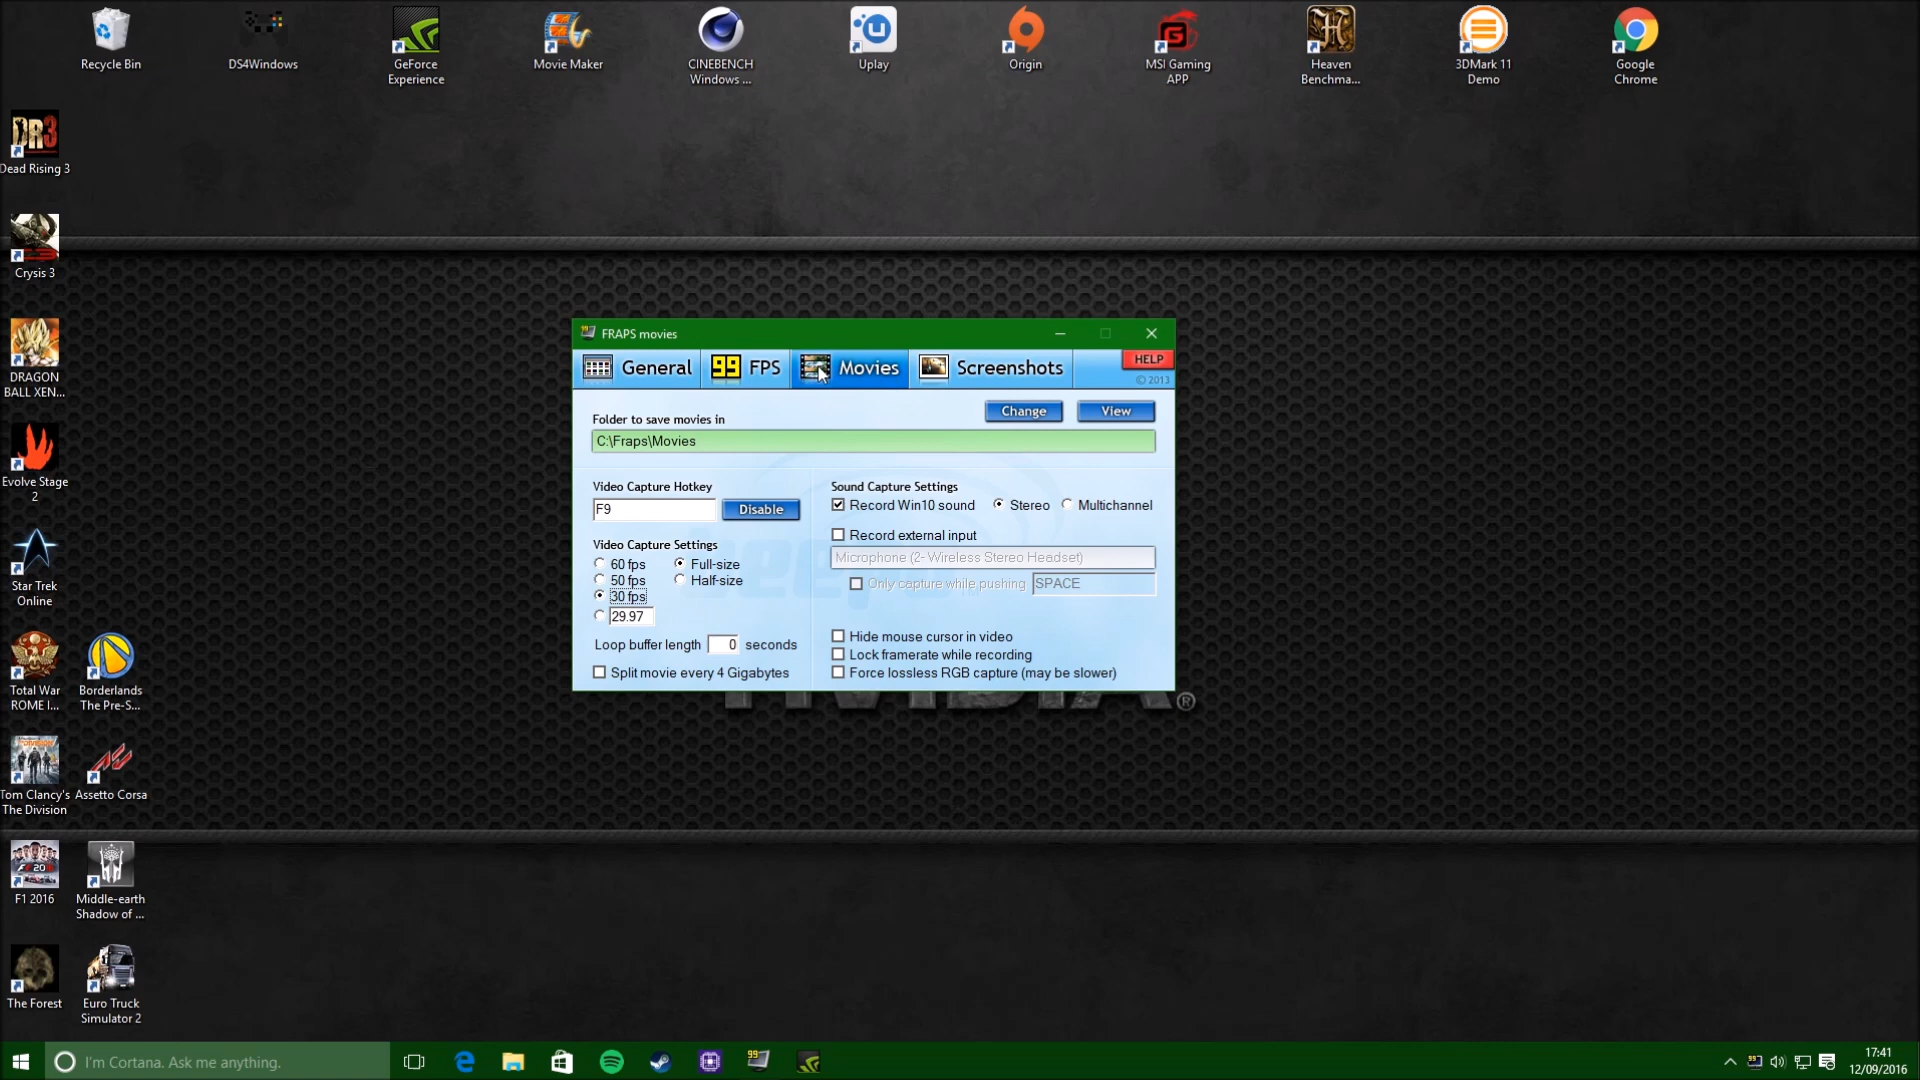 Recycle Bin
DS4Windows
GeForce
Experience
Movie Maker
CINEBENCH
Windows ...
Uplay
Origin
MSI Gaming
APP
Heaven
Benchma...
3DMark 11
Demo
Google
Chrome
DR3
Dead Rising 3
Crysis 3
DRAGON
BALL XEN...
Evolve Stage
2
Star Trek
Online
Total War
ROME I...
Borderlands
The Pre-S...
Tom Clancy's
The Division
Assetto Corsa
F1 2016
Middle-earth
Shadow of ...
The Forest
Euro Truck
Simulator 2
FRAPS movies
General
99 FPS
Movies
Screenshots
HELP
© 2013
Folder to save movies in
Change
View
C:\Fraps\Movies
Video Capture Hotkey
F9
Disable
Video Capture Settings
60 fps
Full-size
50 fps
Half-size
30 fps
29.97
Loop buffer length 0 seconds
Split movie every 4 Gigabytes
Sound Capture Settings
Record Win10 sound
Stereo
Multichannel
Record external input
Microphone (2- Wireless Stereo Headset)
Only capture while pushing SPACE
Hide mouse cursor in video
Lock framerate while recording
Force lossless RGB capture (may be slower)
I'm Cortana. Ask me anything.
99
17:41
12/09/2016